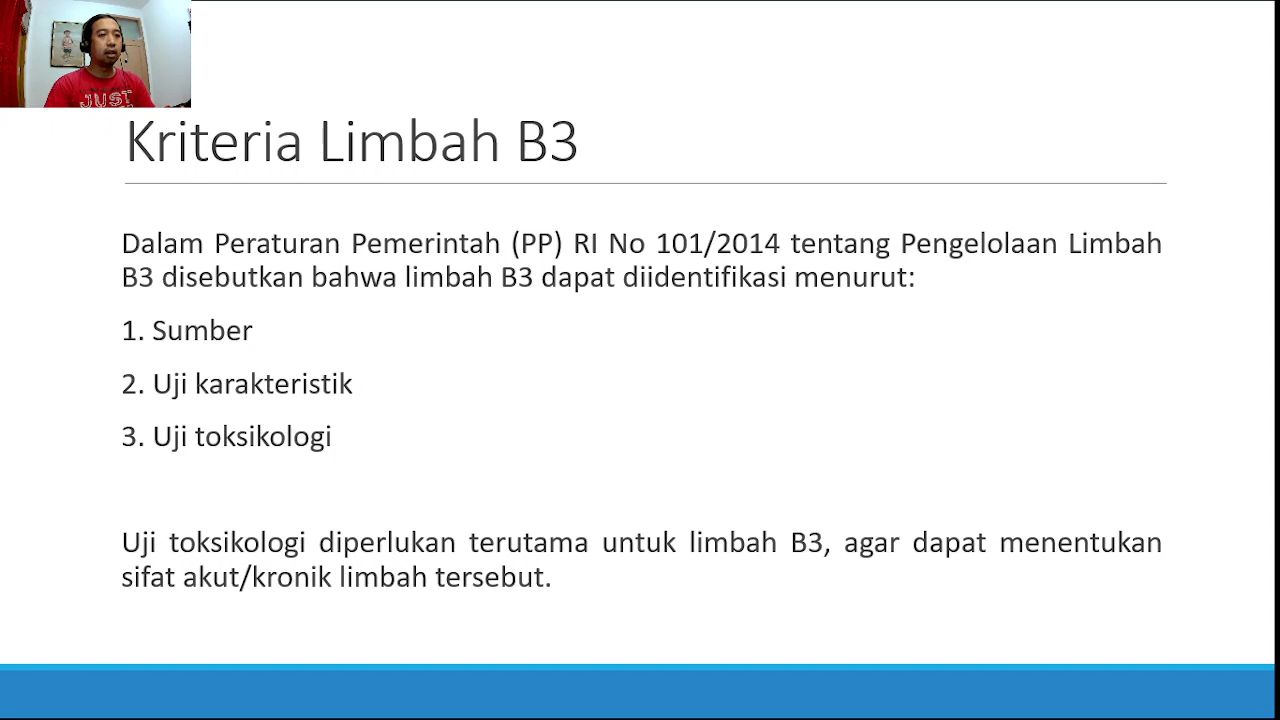 JUST
Kriteria Limbah B3
Dalam Peraturan Pemerintah (PP) RI No 101/2014 tentang Pengelolaan Limbah
B3 disebutkan bahwa limbah B3 dapat diidentifikasi menurut:
1. Sumber
2. Uji karakteristik
3. Uji toksikologi
Uji toksikologi diperlukan terutama untuk limbah B3, agar dapat menentukan
sifat akut/kronik limbah tersebut.